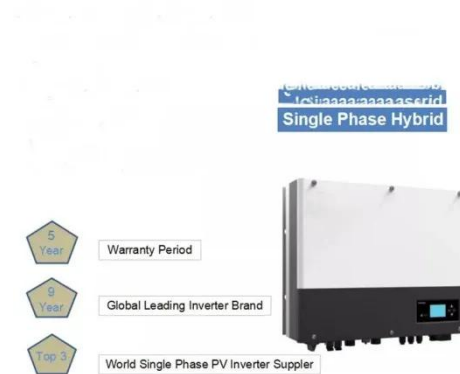 Single Phase Hybrid
5
Year
Warranty Period
9
Year
Global Leading Inverter Brand
Top 3
World Single Phase PV Inverter Suppler